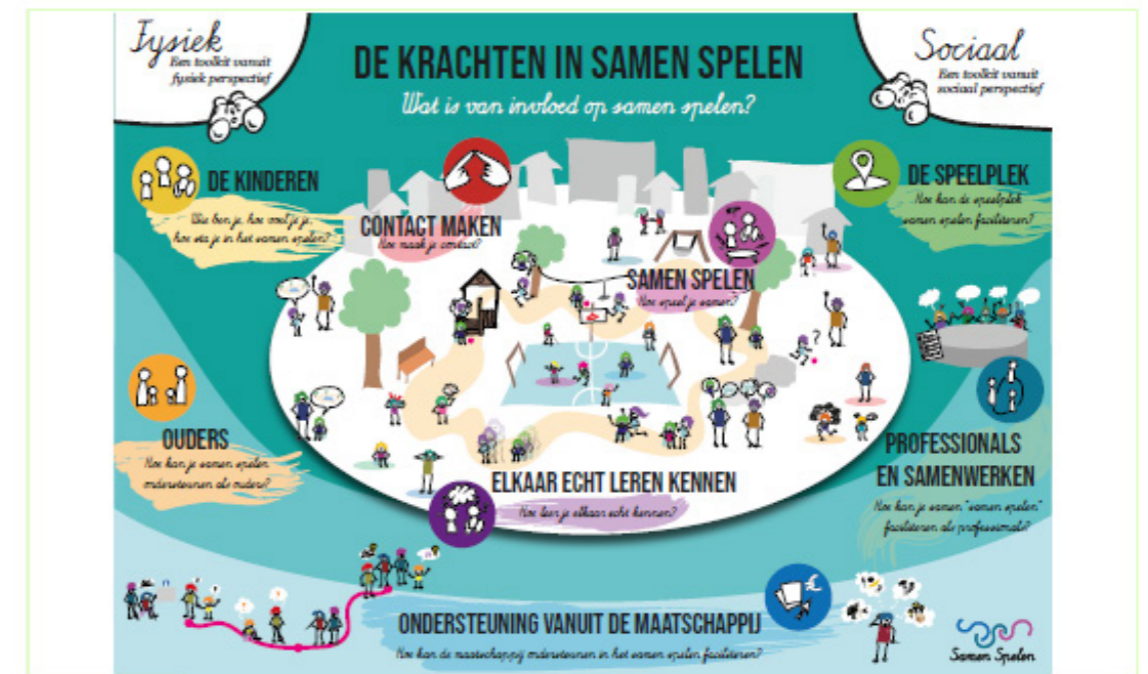 Fysiek
Een toolkit vanuit
fysiek perspectief
DE KRACHTEN IN SAMEN SPELEN
Wat is van invloed op samen spelen?
Sociaal
Een toolkit vanuit
sociaal perspectief
DE KINDEREN
Wie ben je, hoe voel je je,
hoe sta je in het samen spelen?
CONTACT MAKEN
Hoe maak je contact?
SAMEN SPELEN
Hoe speel je samen?
DE SPEELPLEK
Hoe kan de speelplek
samen spelen faciliteren?
OUDERS
Hoe kan je samen spelen
ondersteunen als ouders?
ELKAAR ECHT LEREN KENNEN
Hoe leer je elkaar echt kennen?
PROFESSIONALS
EN SAMENWERKEN
Hoe kan je samen "samen spelen"
faciliteren als professionals?
ONDERSTEUNING VANUIT DE MAATSCHAPPIJ
Hoe kan de maatschappij ondersteunen in het samen spelen faciliteren?
Samen Spelen